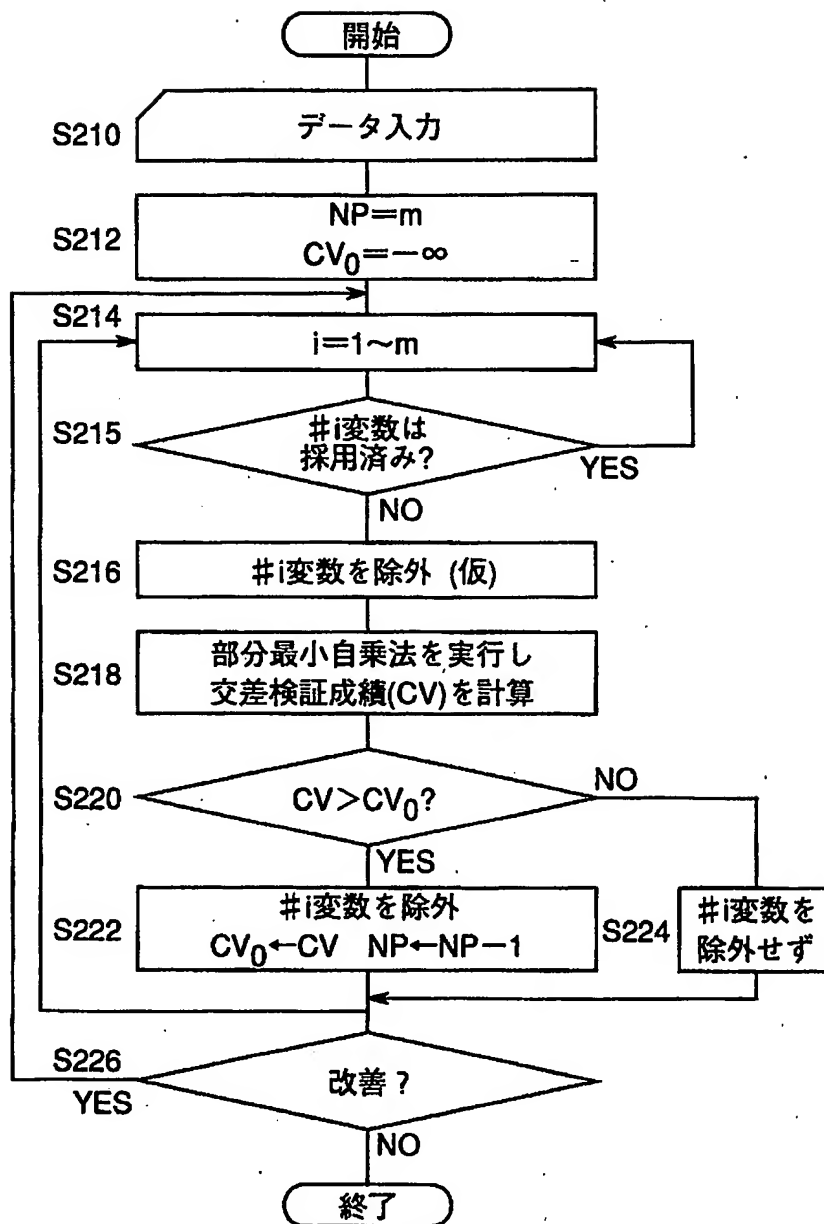 開始
S210
データ入力
S212
NP=m
CV₀=−∞
S214
i=1~m
S215
#i変数は
採用済み?
YES
NO
S216
#i変数を除外 (仮)
S218
部分最小自乗法を実行し
交差検証成績(CV)を計算
S220
CV>CV₀?
NO
YES
S222
#i変数を除外
CV₀←CV NP←NP−1
S224
#i変数を
除外せず
S226
改善?
YES
NO
終了